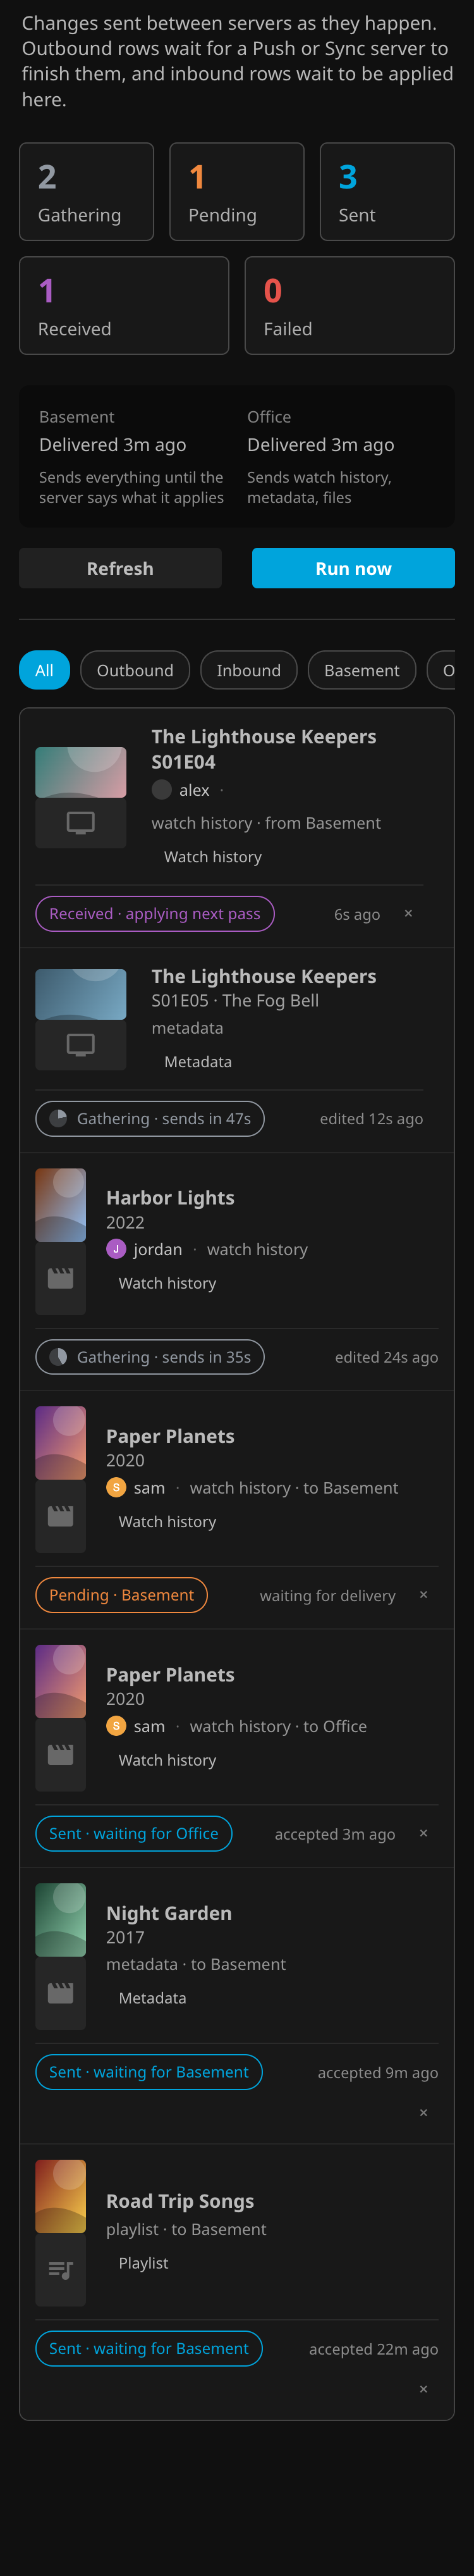 Changes sent between servers as they happen.
Outbound rows wait for a Push or Sync server to
finish them, and inbound rows wait to be applied
here.
2
Gathering
1
Pending
3
Sent
1
Received
0
Failed
Basement
Delivered 3m ago
Sends everything until the
server says what it applies
Office
Delivered 3m ago
Sends watch history,
metadata, files
Refresh
Run now
All
Outbound
Inbound
Basement
O
The Lighthouse Keepers
S01E04
alex ·
watch history · from Basement
Watch history
Received · applying next pass
6s ago ×
The Lighthouse Keepers
S01E05 · The Fog Bell
metadata
Metadata
Gathering · sends in 47s
edited 12s ago
Harbor Lights
2022
J jordan · watch history
Watch history
Gathering · sends in 35s
edited 24s ago
Paper Planets
2020
S sam · watch history · to Basement
Watch history
Pending · Basement
waiting for delivery ×
Paper Planets
2020
S sam · watch history · to Office
Watch history
Sent · waiting for Office
accepted 3m ago ×
Night Garden
2017
metadata · to Basement
Metadata
Sent · waiting for Basement
accepted 9m ago
×
Road Trip Songs
playlist · to Basement
Playlist
Sent · waiting for Basement
accepted 22m ago
×